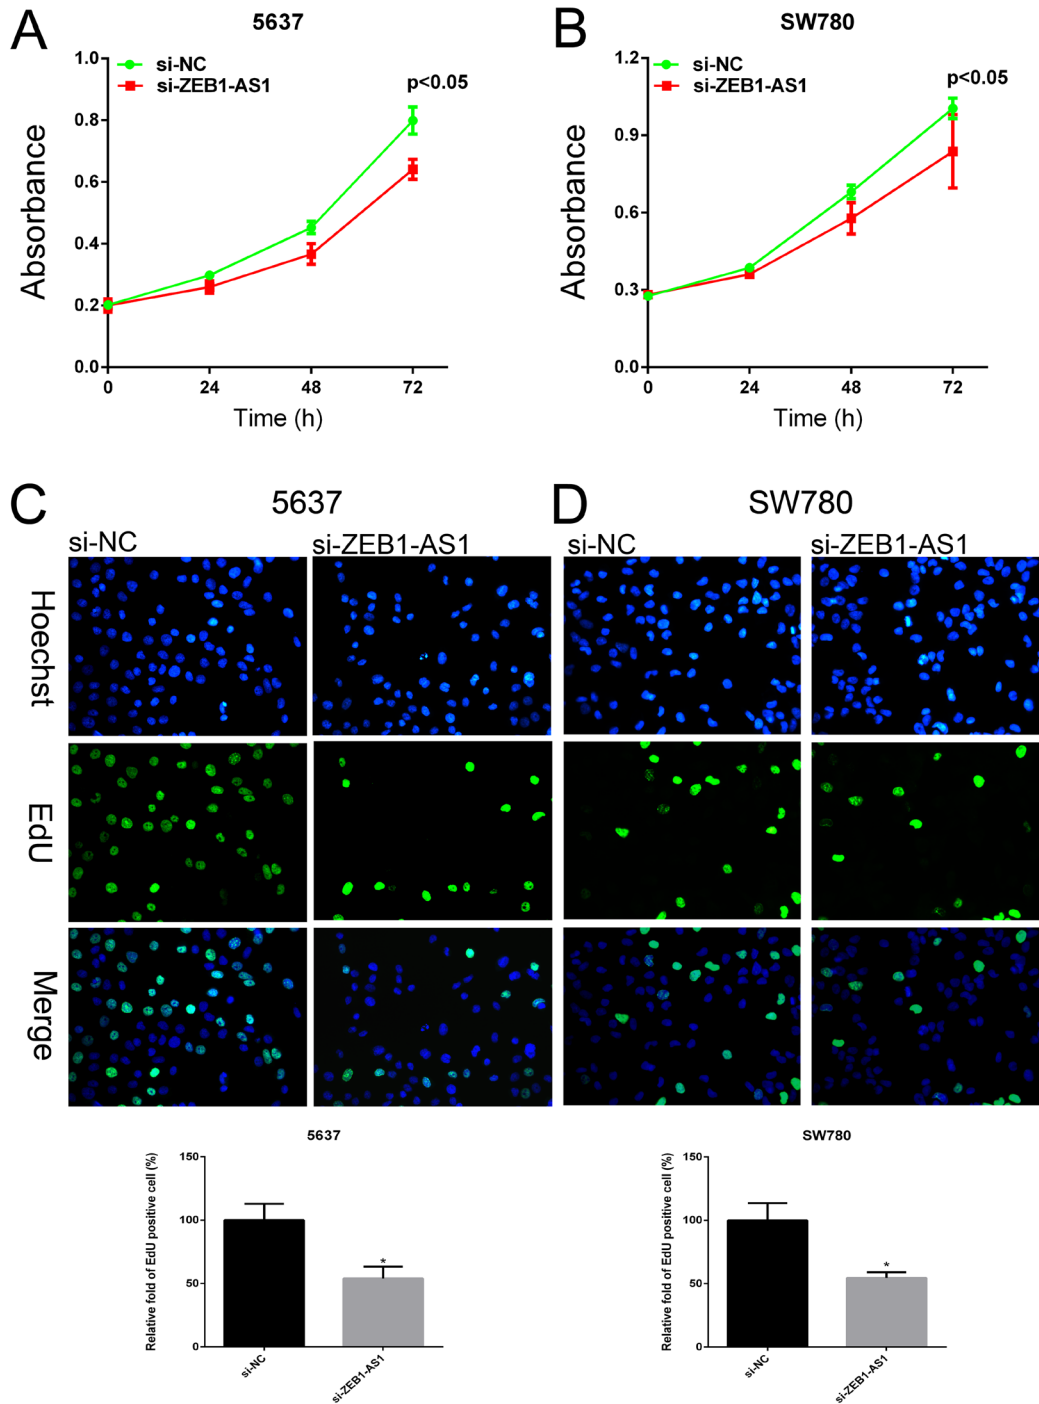 A
5637
si-NC
si-ZEB1-AS1
p<0.05
Absorbance
1.0
0.8
0.6
0.4
0.2
0.0
0
24
48
72
Time (h)
B
SW780
si-NC
si-ZEB1-AS1
p<0.05
Absorbance
1.2
0.9
0.6
0.3
0.0
0
24
48
72
Time (h)
C
5637
si-NC
si-ZEB1-AS1
D
SW780
si-NC
si-ZEB1-AS1
Hoechst
EdU
Merge
5637
Relative fold of EdU positive cell (%)
150
100
50
0
*
si-NC
si-ZEB1-AS1
SW780
Relative fold of EdU positive cell (%)
150
100
50
0
*
si-NC
si-ZEB1-AS1